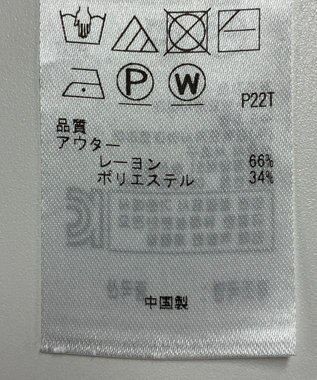 P W
P22T
品質
アウター
レーヨン 66%
ポリエステル 34%
中国製